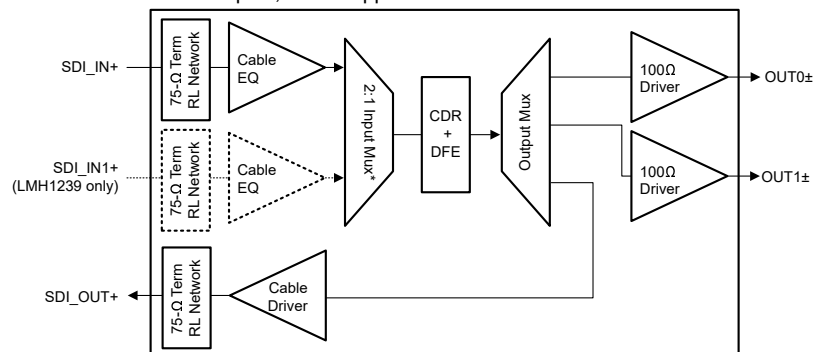 SDI_IN+
75-Ω Term
RL Network
Cable
EQ
SDI_IN1+
(LMH1239 only)
75-Ω Term
RL Network
Cable
EQ
2:1 Input Mux*
CDR
+
DFE
Output Mux
100Ω
Driver
OUT0±
100Ω
Driver
OUT1±
SDI_OUT+
75-Ω Term
RL Network
Cable
Driver